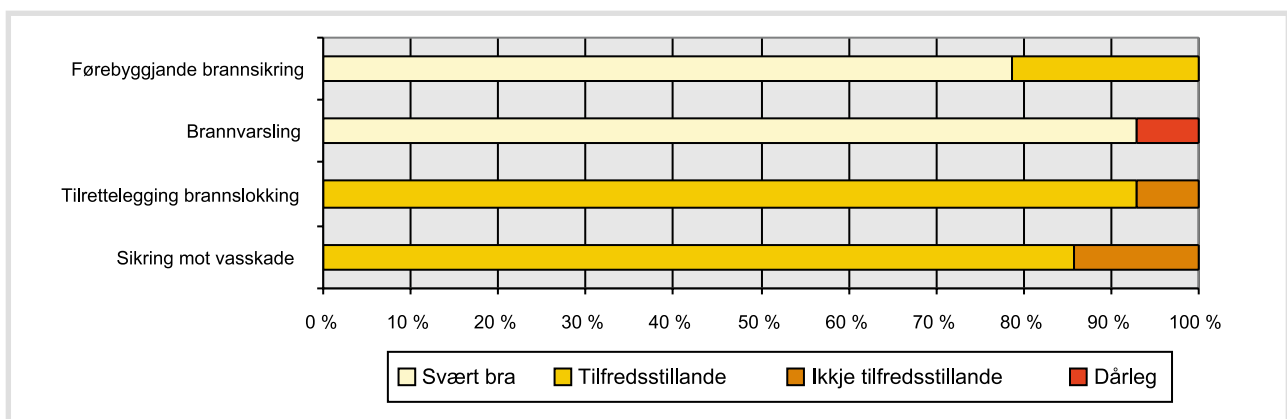 Førebyggjande brannsikring
Brannvarsling
Tilrettelegging brannslokking
Sikring mot vasskade
0 % 10 % 20 % 30 % 40 % 50 % 60 % 70 % 80 % 90 % 100 %
Svært bra Tilfredsstillande Ikkje tilfredsstillande Dårleg